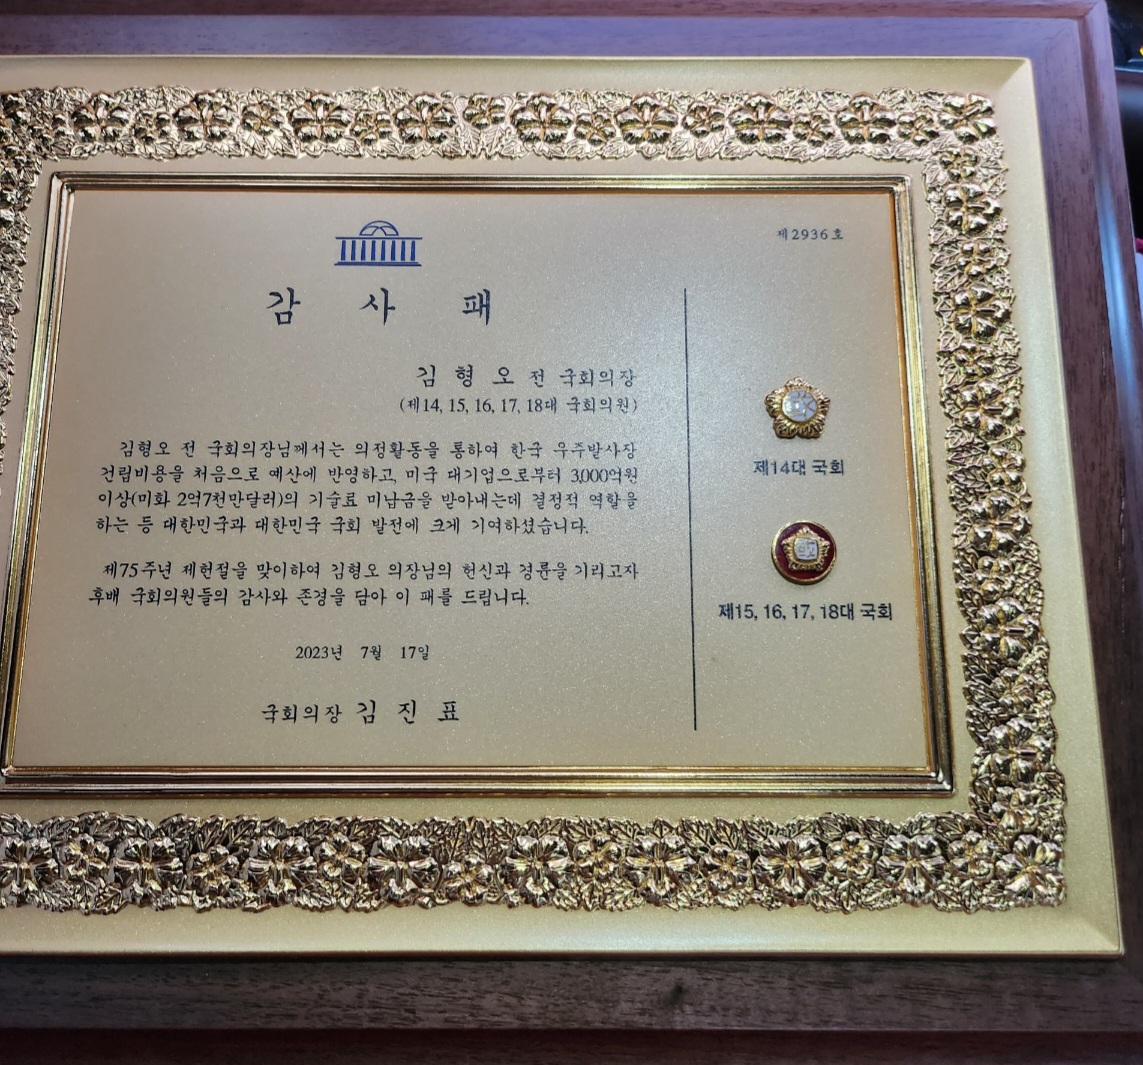 제2936호
감 사 패
김 형 오 전 국회의장
(제14, 15, 16, 17, 18대 국회의원)
김형오 전 국회의장님께서는 의정활동을 통하여 한국 우주발사장
건립비용을 처음으로 예산에 반영하고, 미국 대기업으로부터 3,000억원
이상(미화 2억7천만달러)의 기술료 미납금을 받아내는데 결정적 역할을
하는 등 대한민국과 대한민국 국회 발전에 크게 기여하셨습니다.
제75주년 제헌절을 맞이하여 김형오 의장님의 헌신과 경륜을 기리고자
후배 국회의원들의 감사와 존경을 담아 이 패를 드립니다.
2023년 7월 17일
국회의장 김 진 표
제14대 국회
제15, 16, 17, 18대 국회